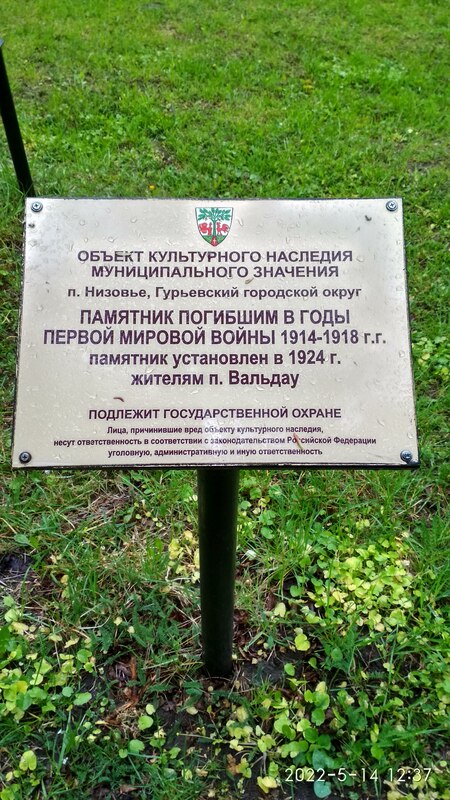 ОБЪЕКТ КУЛЬТУРНОГО НАСЛЕДИЯ
МУНИЦИПАЛЬНОГО ЗНАЧЕНИЯ
п. Низовье, Гурьевский городской округ
ПАМЯТНИК ПОГИБШИМ В ГОДЫ
ПЕРВОЙ МИРОВОЙ ВОЙНЫ 1914-1918 г.г.
памятник установлен в 1924 г.
жителям п. Вальдау
ПОДЛЕЖИТ ГОСУДАРСТВЕННОЙ ОХРАНЕ
Лица, причинившие вред объекту культурного наследия,
несут ответственность в соответствии с законодательством Российской Федерации
уголовную, административную и иную ответственность
2022-5-14 12:37